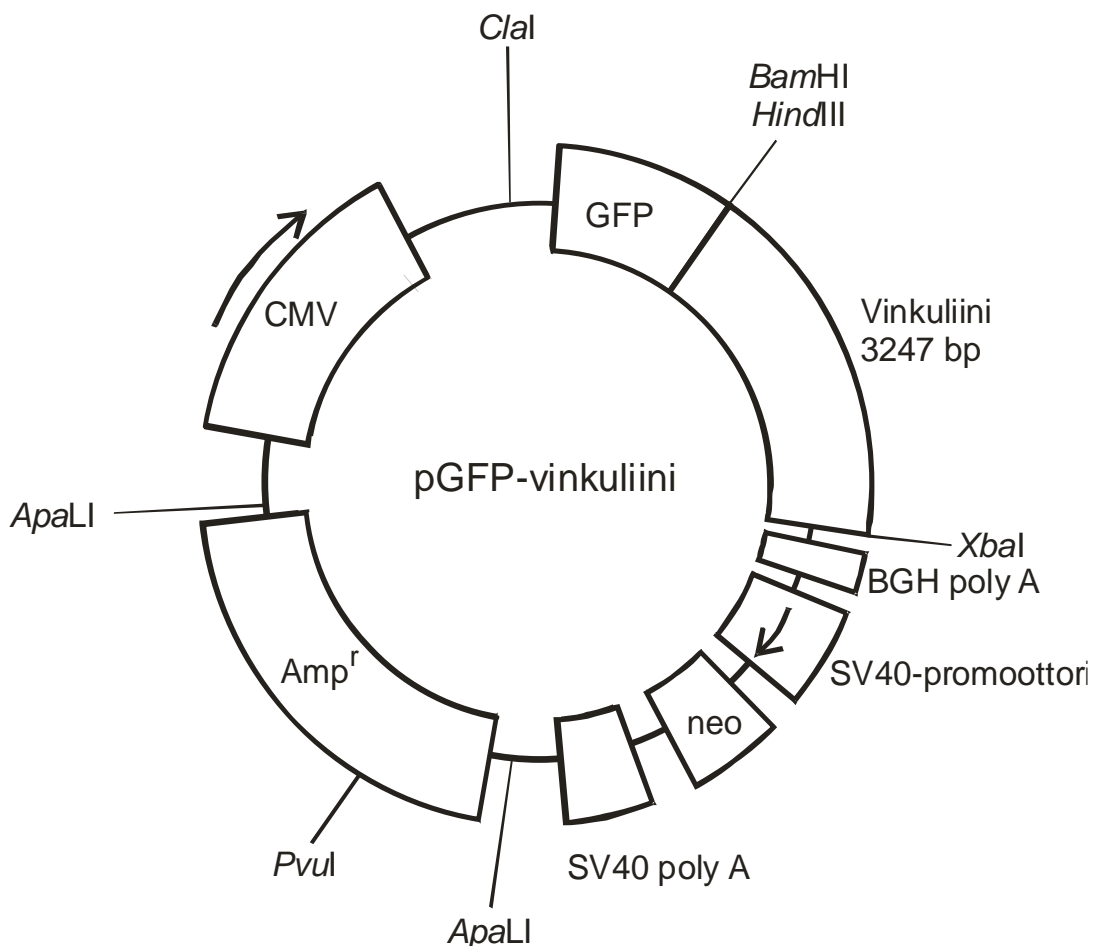 ClaI
BamHI
HindIII
GFP
CMV
Vinkuliini
3247 bp
pGFP-vinkuliini
ApaLI
XbaI
BGH poly A
Ampʳ
SV40-promoottori
neo
PvuI
SV40 poly A
ApaLI